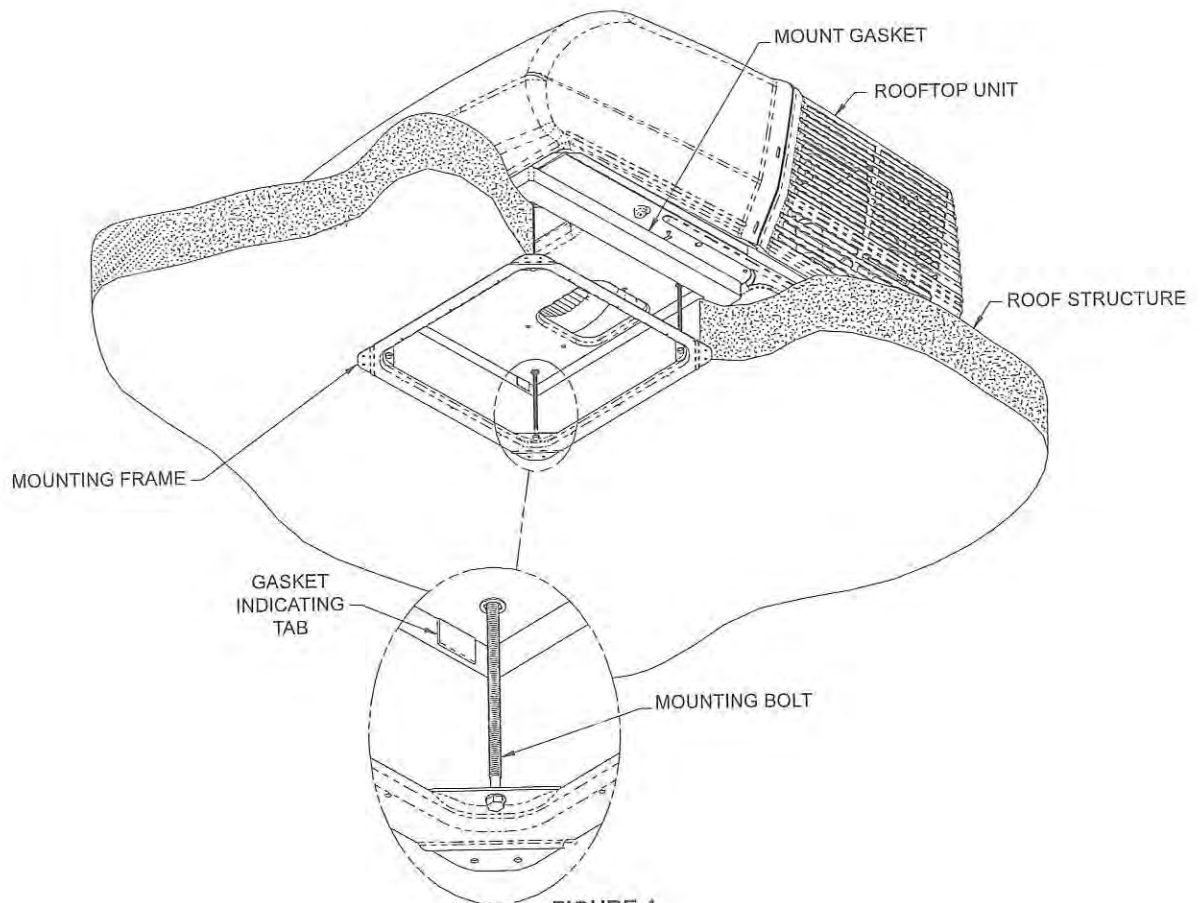 MOUNT GASKET
ROOFTOP UNIT
ROOF STRUCTURE
MOUNTING FRAME
GASKET
INDICATING
TAB
MOUNTING BOLT